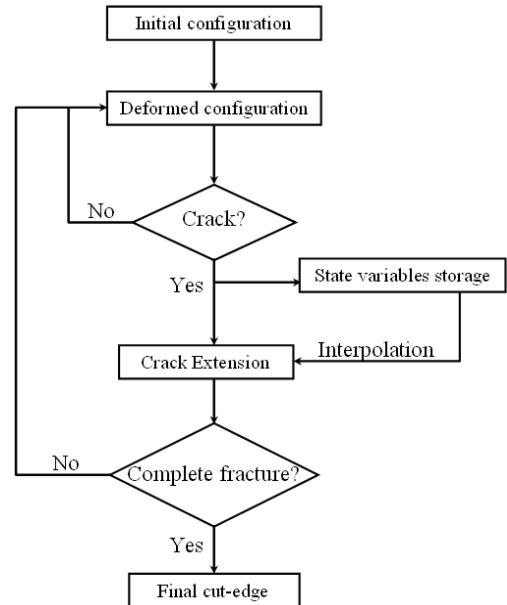 Initial configuration
Deformed configuration
No
Crack?
Yes
State variables storage
Interpolation
Crack Extension
No
Complete fracture?
Yes
Final cut-edge